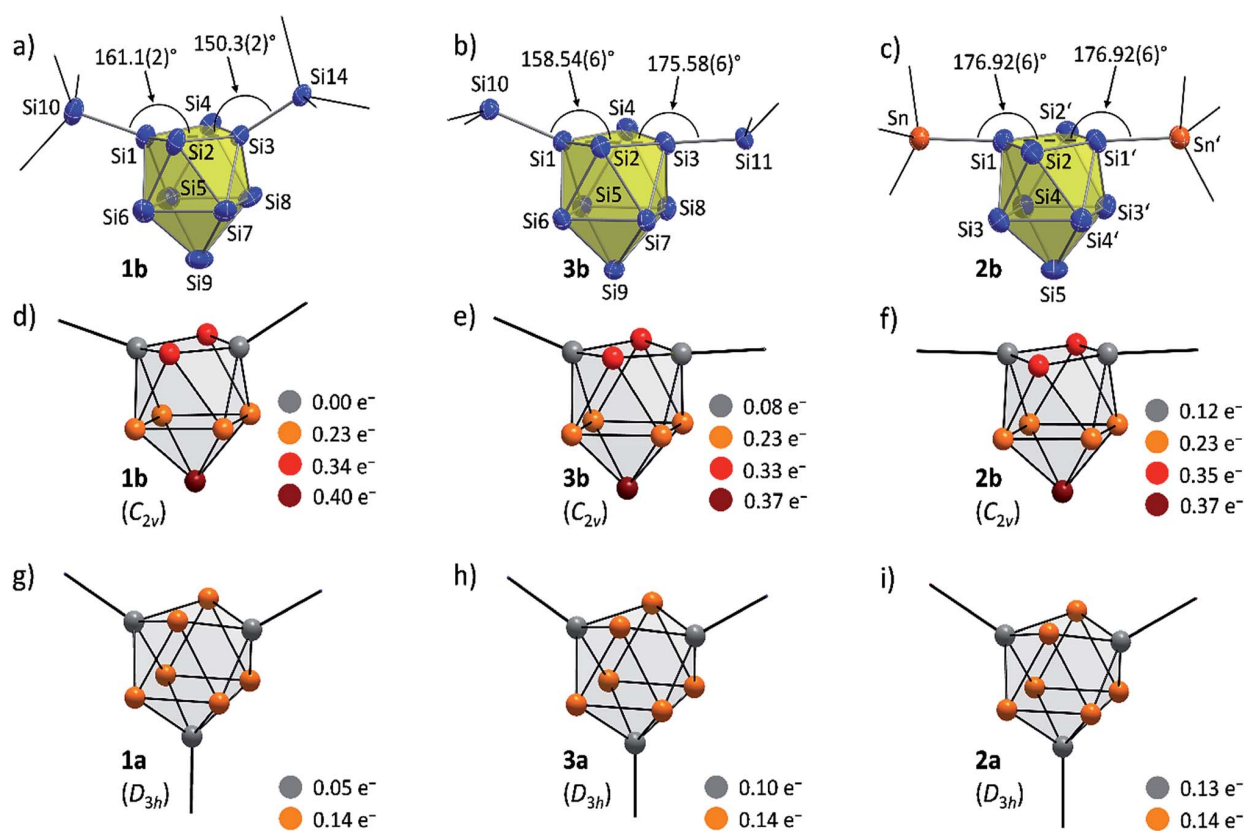 a)
161.1(2)°
150.3(2)°
Si14
Si10
Si4
Si1
Si2
Si3
Si5
Si8
Si6
Si7
1b
Si9
b)
158.54(6)°
175.58(6)°
Si10
Si4
Si1
Si2
Si3
Si11
Si5
Si8
Si6
Si7
3b
Si9
c)
176.92(6)°
176.92(6)°
Si2'
Sn
Sn'
Si1
Si2
Si1'
Si4
Si3'
Si3
Si4'
2b
Si5
d)
0.00 e⁻
0.23 e⁻
0.34 e⁻
0.40 e⁻
1b
(C2v)
e)
0.08 e⁻
0.23 e⁻
0.33 e⁻
0.37 e⁻
3b
(C2v)
f)
0.12 e⁻
0.23 e⁻
0.35 e⁻
0.37 e⁻
2b
(C2v)
g)
1a
(D3h)
0.05 e⁻
0.14 e⁻
h)
3a
(D3h)
0.10 e⁻
0.14 e⁻
i)
2a
(D3h)
0.13 e⁻
0.14 e⁻